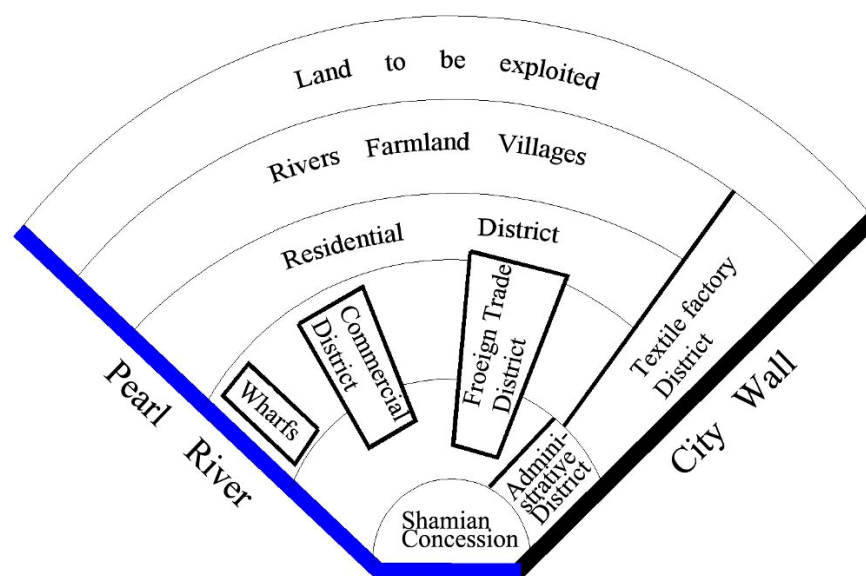 Land to be exploited
Rivers Farmland Villages
Residential District
Textile factory
District
Froeign Trade
District
Commercial
District
Wharfs
Pearl River
City Wall
Admini-
strative
District
Shamian
Concession